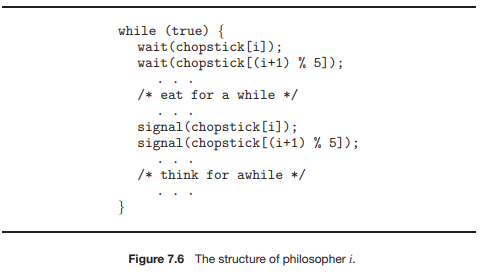 while (true) {
wait(chopstick[i]);
wait(chopstick[(i+1) % 5]);
. . .
/* eat for a while */
. . .
signal(chopstick[i]);
signal(chopstick[(i+1) % 5]);
. . .
/* think for awhile */
. . .
}
Figure 7.6 The structure of philosopher i.